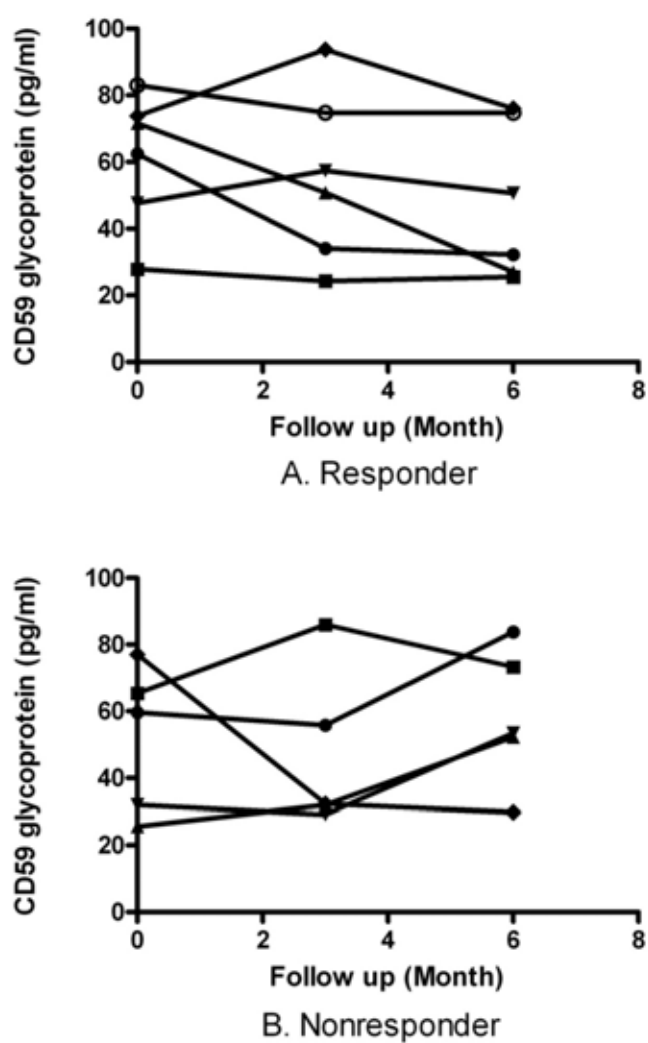 100
80
60
40
20
0
CD59 glycoprotein (pg/ml)
0 2 4 6 8
Follow up (Month)
A. Responder
100
80
60
40
20
0
CD59 glycoprotein (pg/ml)
0 2 4 6 8
Follow up (Month)
B. Nonresponder